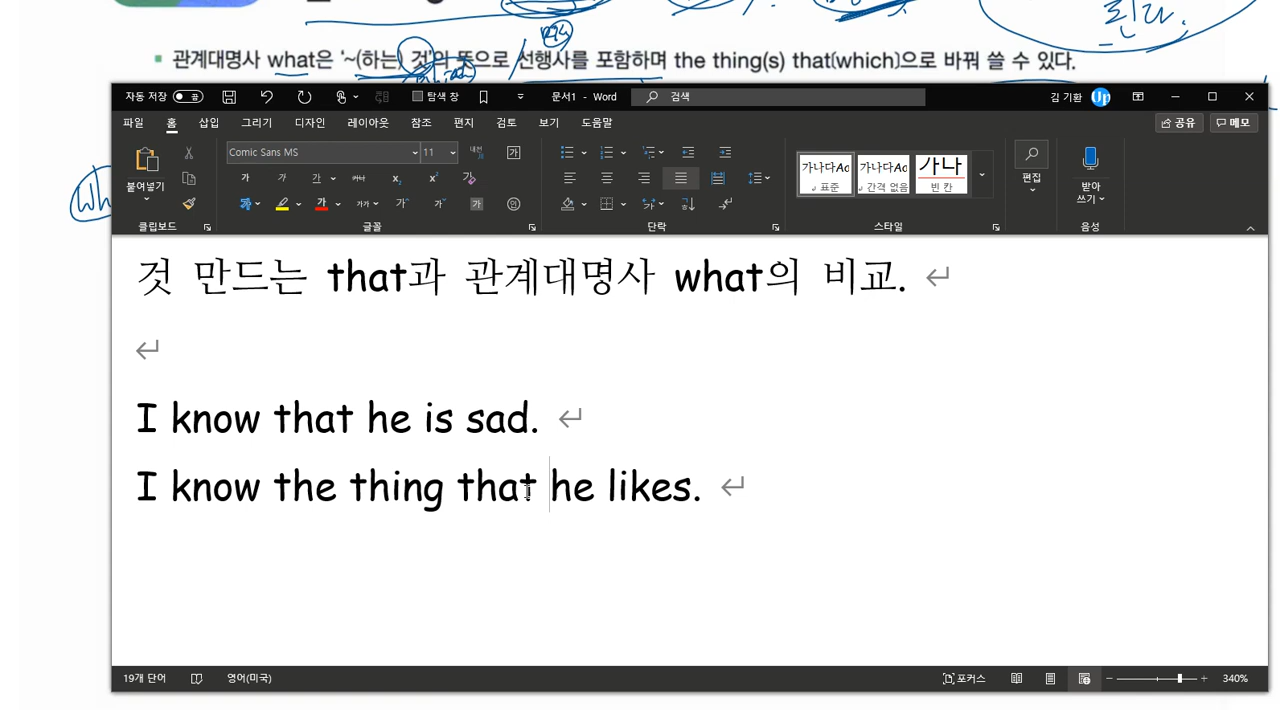 린다.
관계대명사 what은 '~(하는) 것'의 뜻으로 선행사를 포함하며 the thing(s) that(which)으로 바꿔 쓸 수 있다.
자동 저장 끔 탐색 창 문서1 - Word 검색 김 기환 Up
파일 홈 삽입 그리기 디자인 레이아웃 참조 편지 검토 보기 도움말 공유 메모
Wh
붙여넣기 Comic Sans MS 11 가나다 가나다 가나 편집 받아 쓰기
표준 간격 없음 빈 칸
클립보드 글꼴 단락 스타일 음성
것 만드는 that과 관계대명사 what의 비교.
I know that he is sad.
I know the thing that he likes.
19개 단어 영어(미국) 포커스 340%